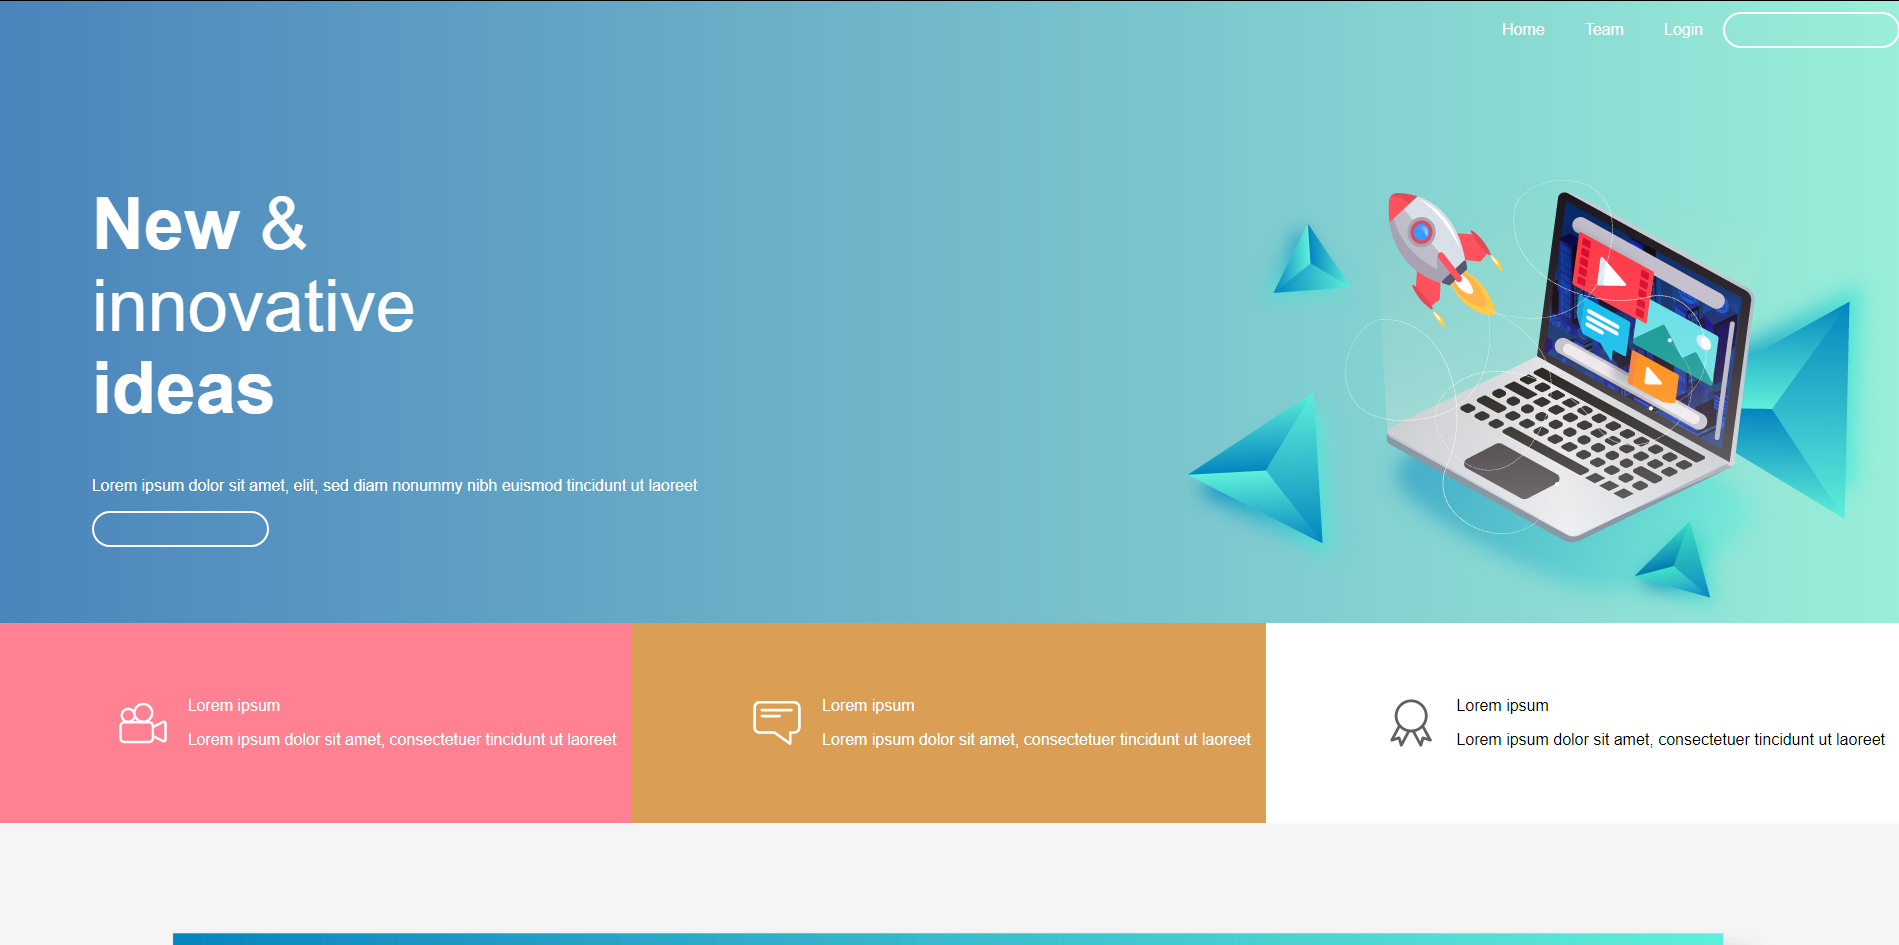 Home Team Login
New &
innovative
ideas
Lorem ipsum dolor sit amet, elit, sed diam nonummy nibh euismod tincidunt ut laoreet
Lorem ipsum
Lorem ipsum dolor sit amet, consectetuer tincidunt ut laoreet
Lorem ipsum
Lorem ipsum dolor sit amet, consectetuer tincidunt ut laoreet
Lorem ipsum
Lorem ipsum dolor sit amet, consectetuer tincidunt ut laoreet